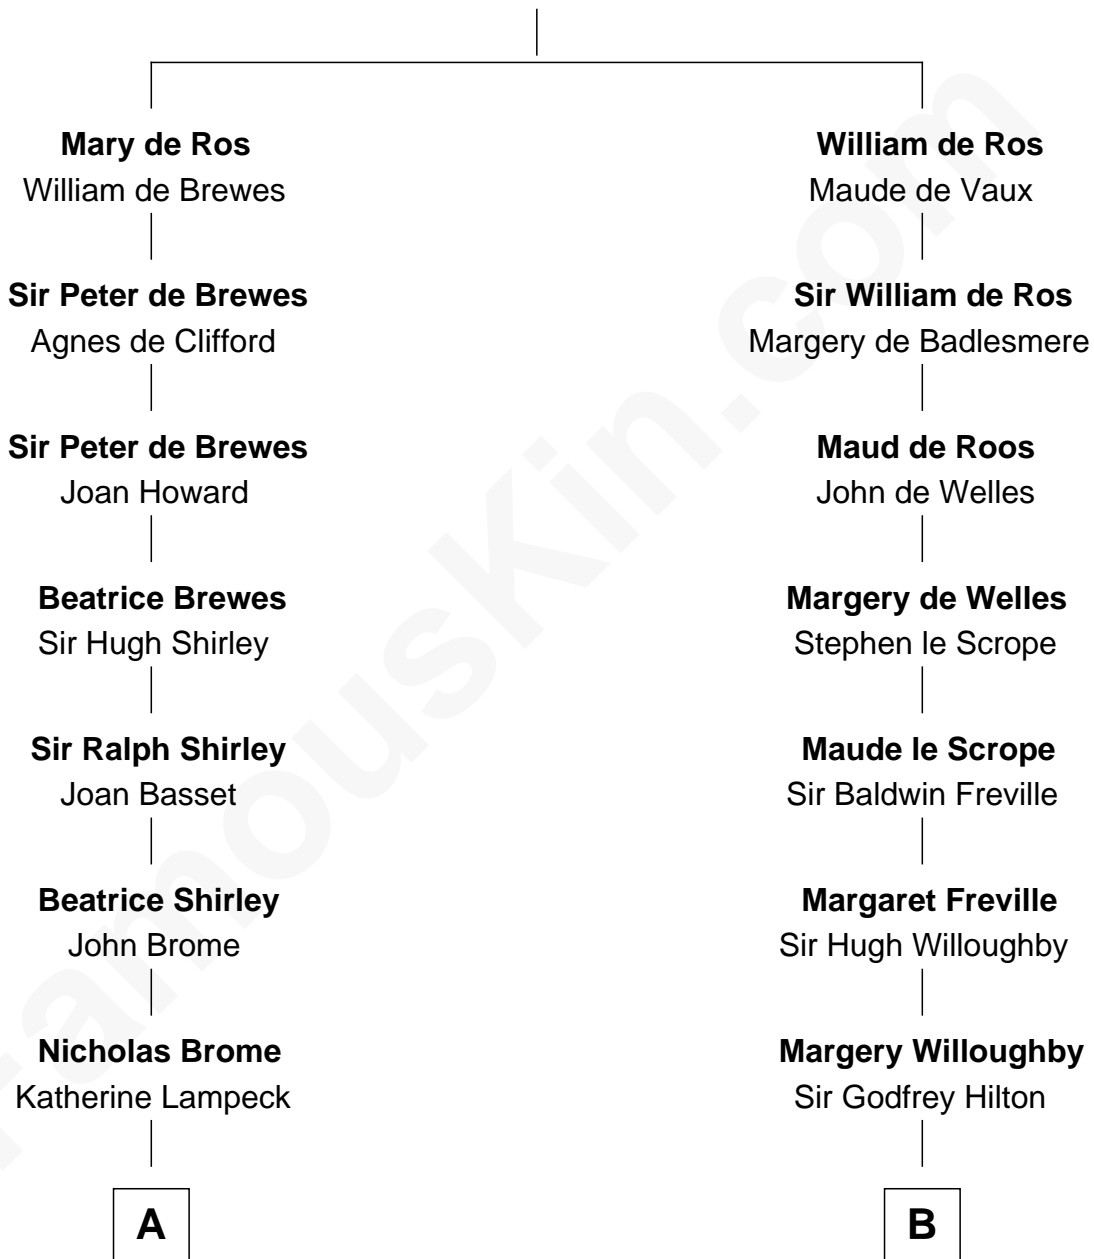 Mary de Ros
William de Brewes
Sir Peter de Brewes
Agnes de Clifford
Sir Peter de Brewes
Joan Howard
Beatrice Brewes
Sir Hugh Shirley
Sir Ralph Shirley
Joan Basset
Beatrice Shirley
John Brome
Nicholas Brome
Katherine Lampeck
A
William de Ros
Maude de Vaux
Sir William de Ros
Margery de Badlesmere
Maud de Roos
John de Welles
Margery de Welles
Stephen le Scrope
Maude le Scrope
Sir Baldwin Freville
Margaret Freville
Sir Hugh Willoughby
Margery Willoughby
Sir Godfrey Hilton
B
FamousKin.com